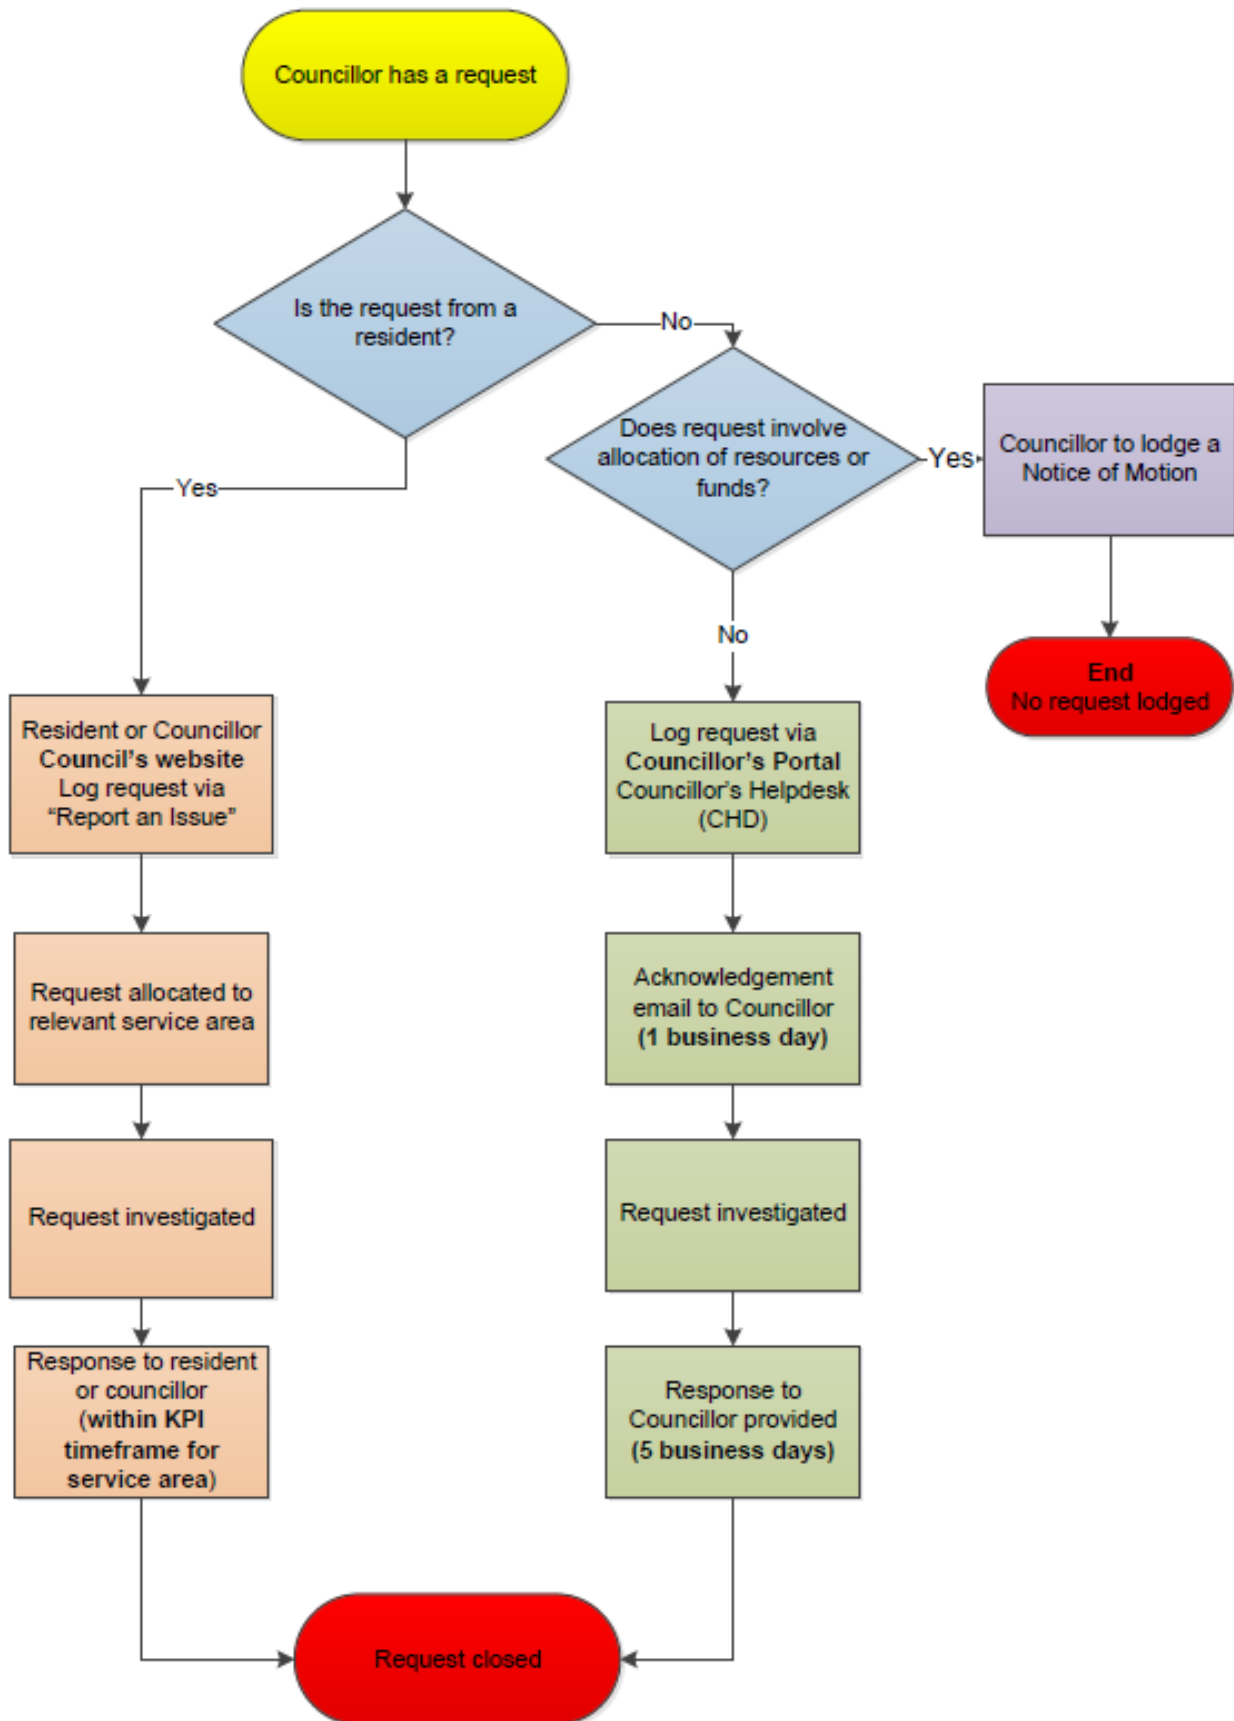 Councillor has a request
Is the request from a
resident?
No
Does request involve
allocation of resources or
funds?
Yes
Councillor to lodge a
Notice of Motion
End
No request lodged
Yes
No
Resident or Councillor
Council’s website
Log request via
“Report an Issue”
Request allocated to
relevant service area
Request investigated
Response to resident
or councillor
(within KPI
timeframe for
service area)
Log request via
Councillor’s Portal
Councillor’s Helpdesk
(CHD)
Acknowledgement
email to Councillor
(1 business day)
Request investigated
Response to
Councillor provided
(5 business days)
Request closed